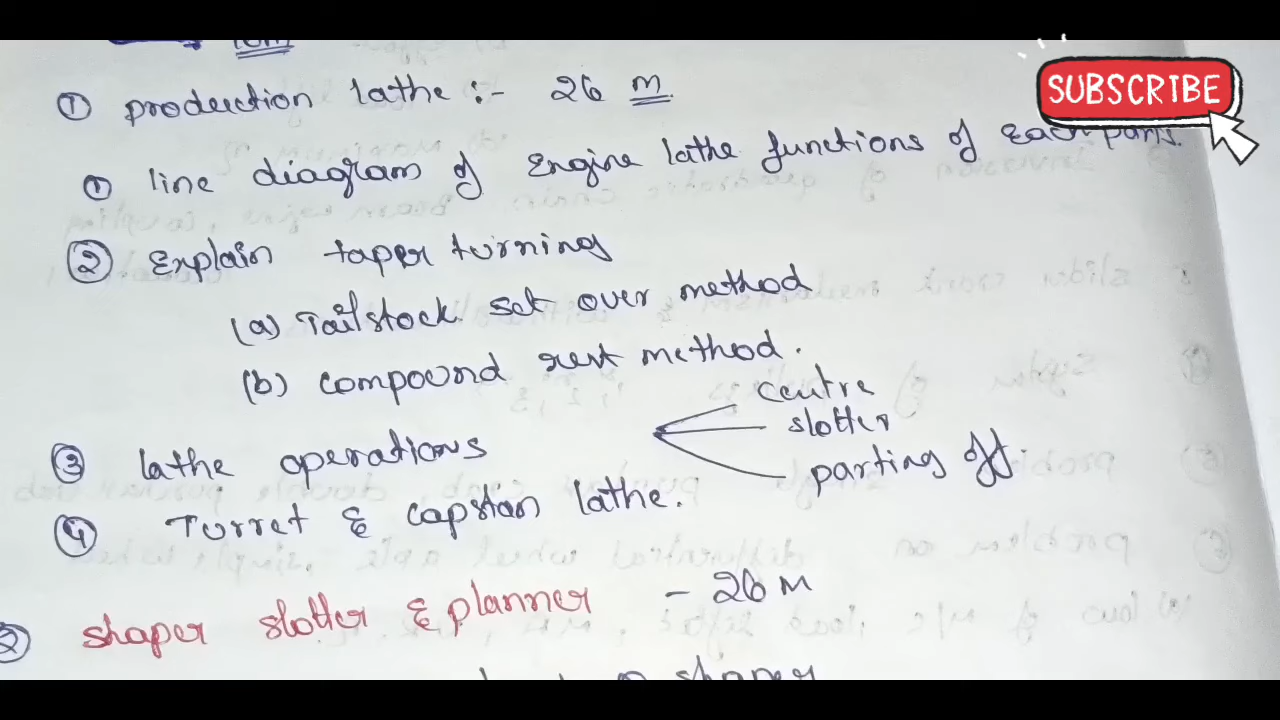 ① production lathe :- 26 M
SUBSCRIBE
① line diagram of Engine lathe functions of Each parts.
② Explain taper turning
(a) Tailstock set over method
(b) compound rest method.
③ lathe operations
centre
slotter
parting off.
④ Turret & capstan lathe.
② shaper slotter & planner - 26 M
shaper